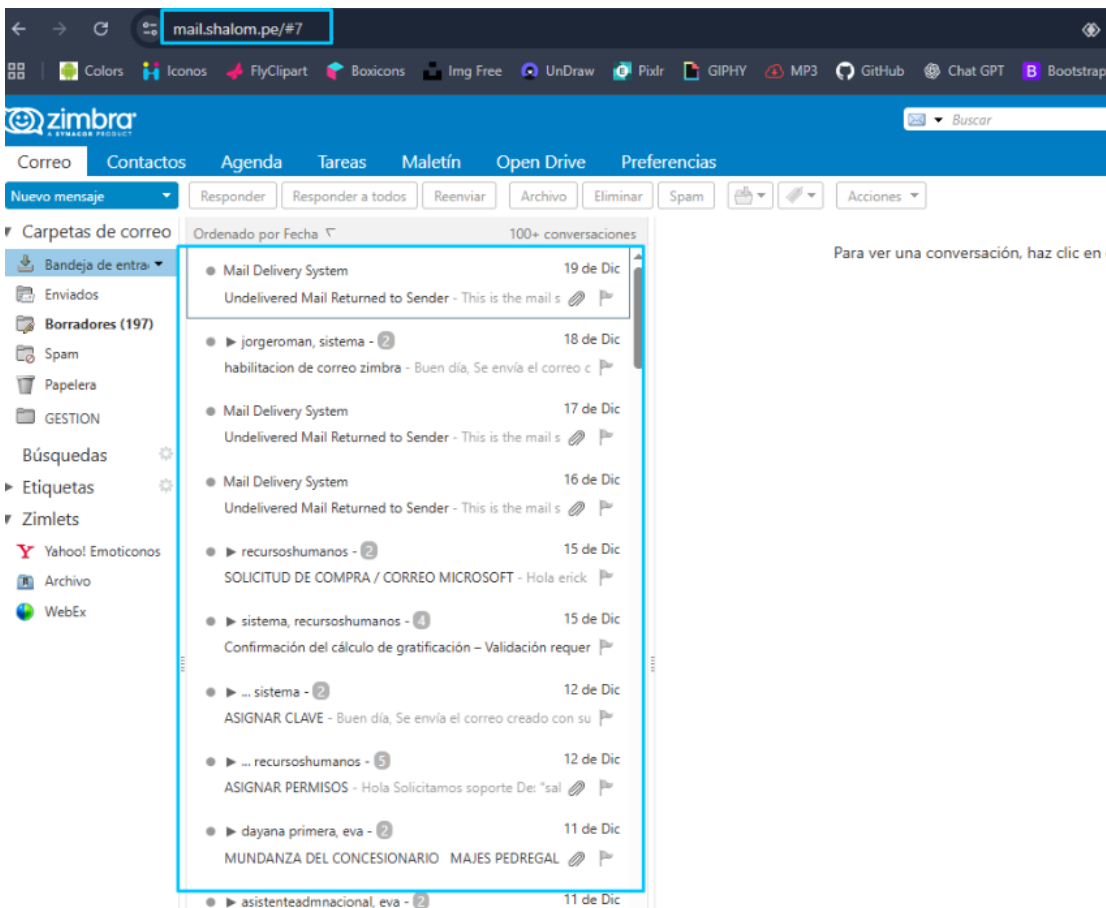 mail.shalom.pe/#7
Colors Iconos FlyClipart Boxicons Img Free UnDraw Pixlr GIPHY MP3 GitHub Chat GPT Bootstrap
zimbra
A SYNACOR PRODUCT
Buscar
Correo Contactos Agenda Tareas Maletín Open Drive Preferencias
Nuevo mensaje Responder Responder a todos Reenviar Archivo Eliminar Spam Acciones
Carpetas de correo Ordenado por Fecha 100+ conversaciones
Para ver una conversación, haz clic en
Bandeja de entra
Enviados
Borradores (197)
Spam
Papelera
GESTION
Búsquedas
Etiquetas
Zimlets
Yahoo! Emoticonos
Archivo
WebEx
Mail Delivery System 19 de Dic
Undelivered Mail Returned to Sender - This is the mail s
jorgeroman, sistema - 2 18 de Dic
habilitacion de correo zimbra - Buen día, Se envía el correo c
Mail Delivery System 17 de Dic
Undelivered Mail Returned to Sender - This is the mail s
Mail Delivery System 16 de Dic
Undelivered Mail Returned to Sender - This is the mail s
recursoshumanos - 2 15 de Dic
SOLICITUD DE COMPRA / CORREO MICROSOFT - Hola erick
sistema, recursoshumanos - 4 15 de Dic
Confirmación del cálculo de gratificación – Validación requer
... sistema - 2 12 de Dic
ASIGNAR CLAVE - Buen día, Se envía el correo creado con su
... recursoshumanos - 5 12 de Dic
ASIGNAR PERMISOS - Hola Solicitamos soporte De: "sal
dayana primera, eva - 2 11 de Dic
MUNDANZA DEL CONCESIONARIO MAJES PEDREGAL
asistenteadmnacional, eva - 2 11 de Dic